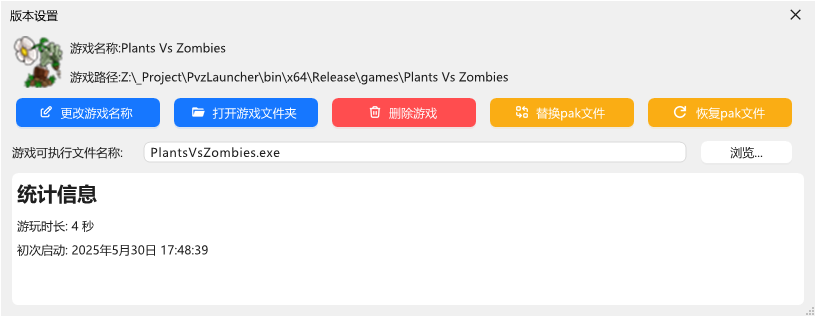 版本设置
游戏名称:Plants Vs Zombies
游戏路径:Z:\_Project\PvzLauncher\bin\x64\Release\games\Plants Vs Zombies
更改游戏名称 打开游戏文件夹 删除游戏 替换pak文件 恢复pak文件
游戏可执行文件名称: PlantsVsZombies.exe 浏览...
统计信息
游玩时长: 4 秒
初次启动: 2025年5月30日 17:48:39